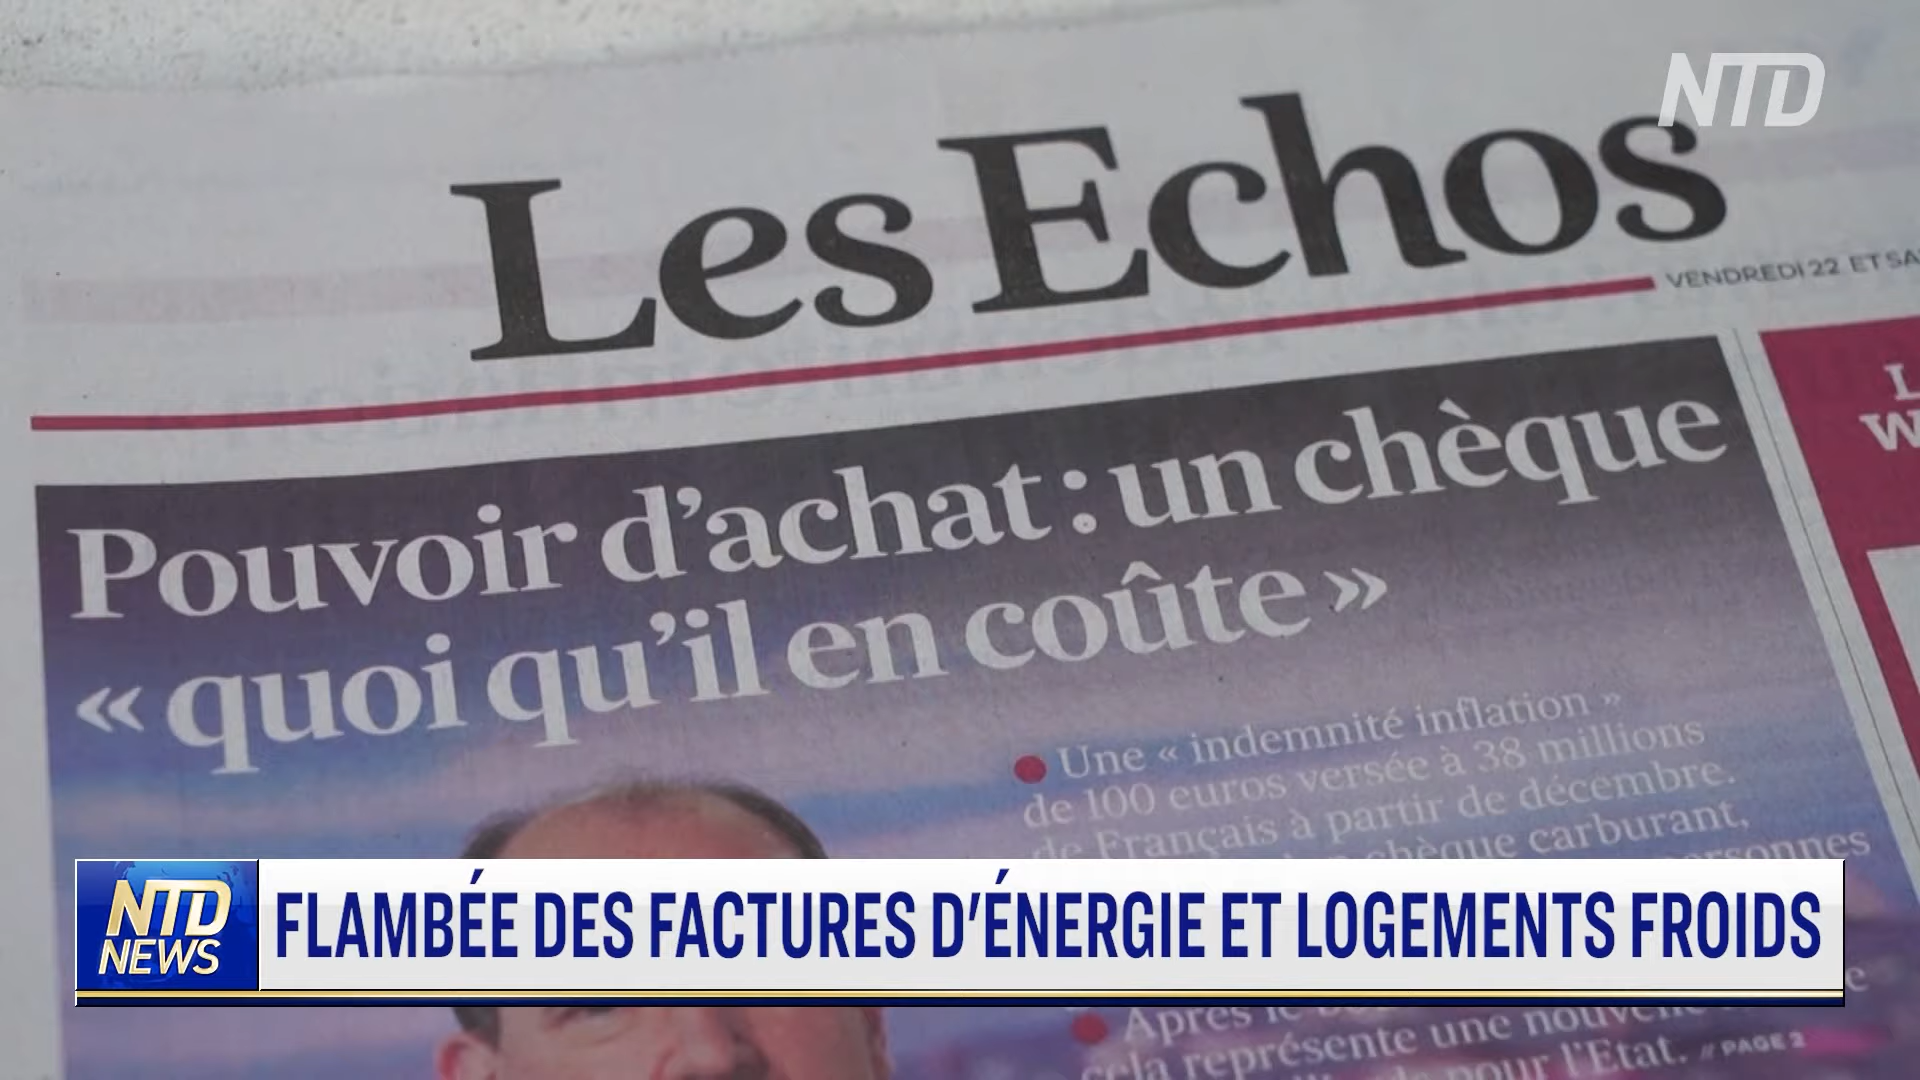 NTD
Les Echos
VENDREDI 22 ET SA
Pouvoir d'achat : un chèque
« quoi qu'il en coûte »
Une « indemnité inflation »
de 100 euros versée à 38 millions
de Français à partir de décembre.
chèque carburant,
personnes
L
W
NTD
NEWS
FLAMBÉE DES FACTURES D'ÉNERGIE ET LOGEMENTS FROIDS
Après le
cela représente une nouvelle
pour l'Etat. // PAGE 2